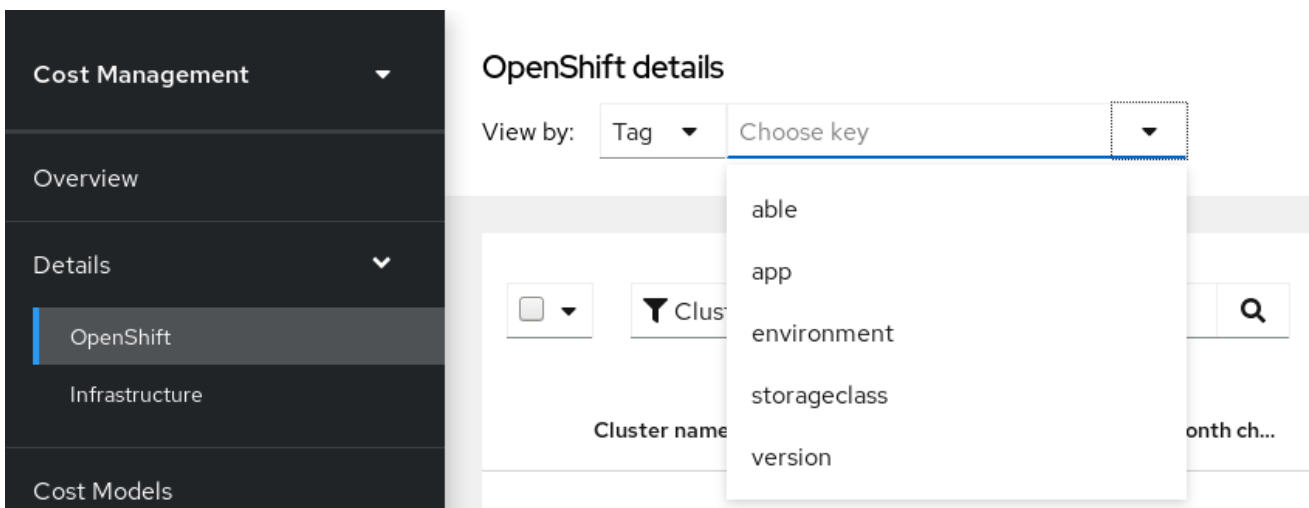 Cost Management
Overview
Details
OpenShift
Infrastructure
Cost Models
OpenShift details
View by: Tag Choose key
able
app
environment
storageclass
version
Cluster name
onth ch...